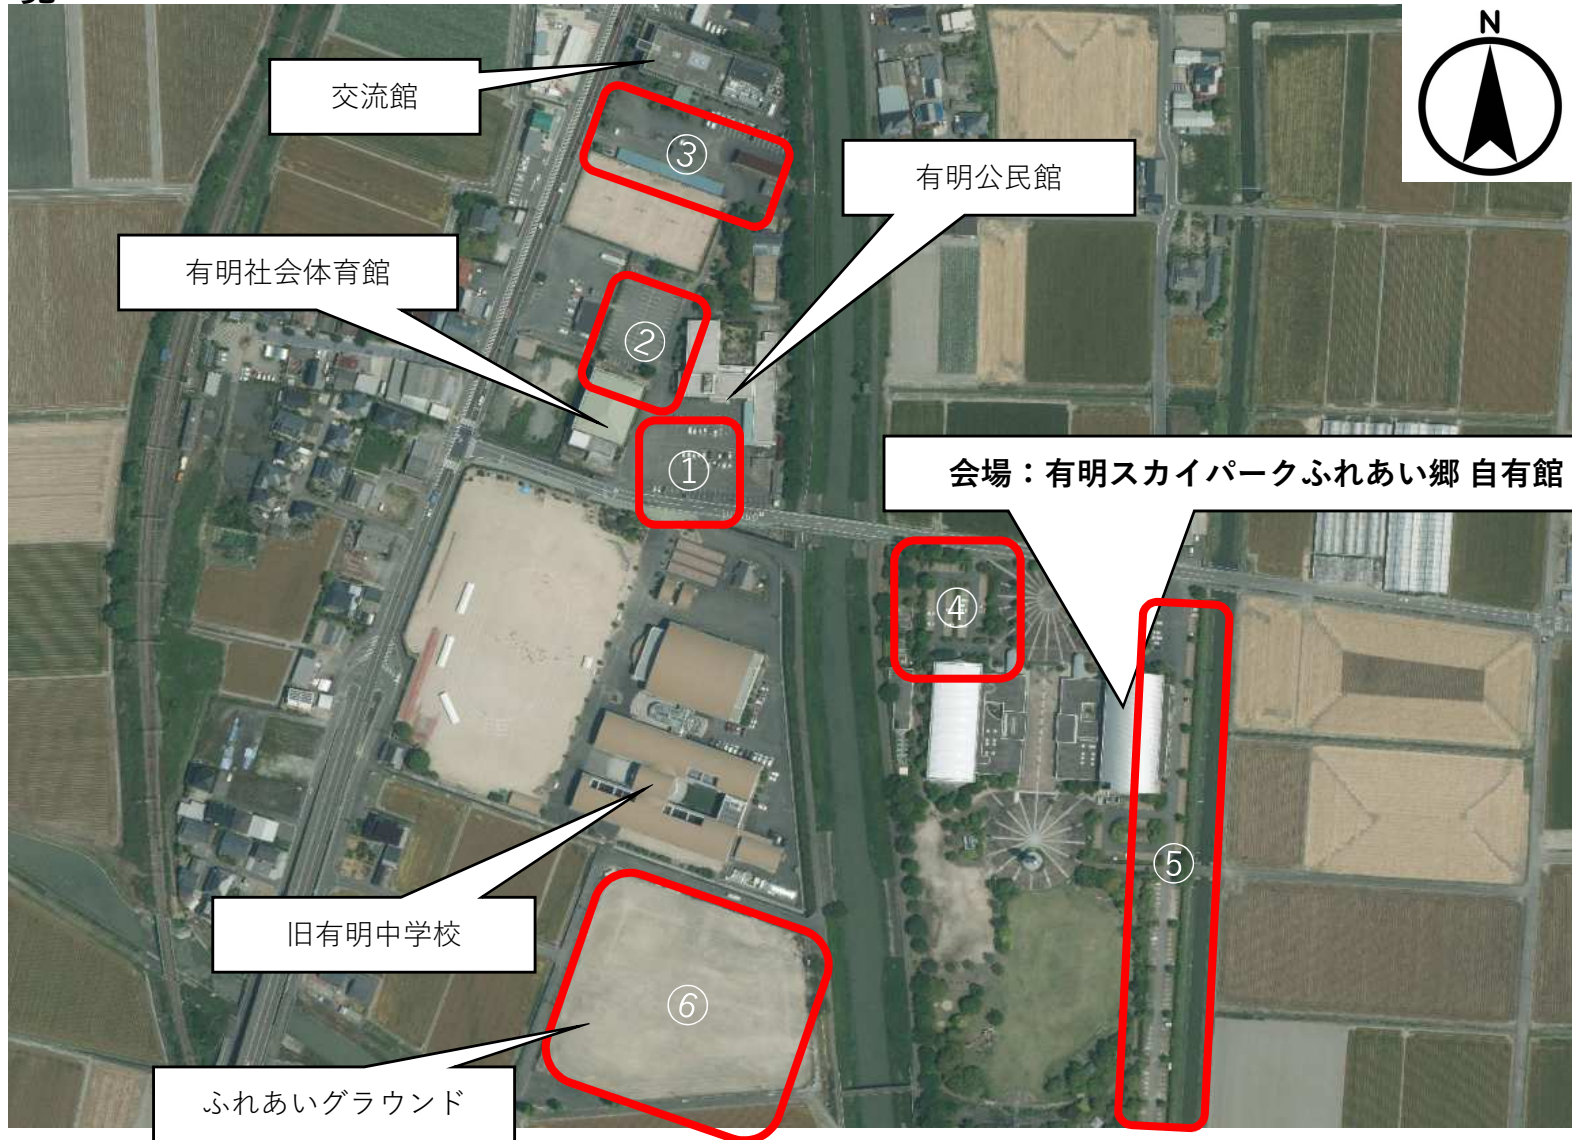 N
交流館
③
有明公民館
有明社会体育館
②
①
会場：有明スカイパークふれあい郷 自有館
④
⑤
旧有明中学校
⑥
ふれあいグラウンド